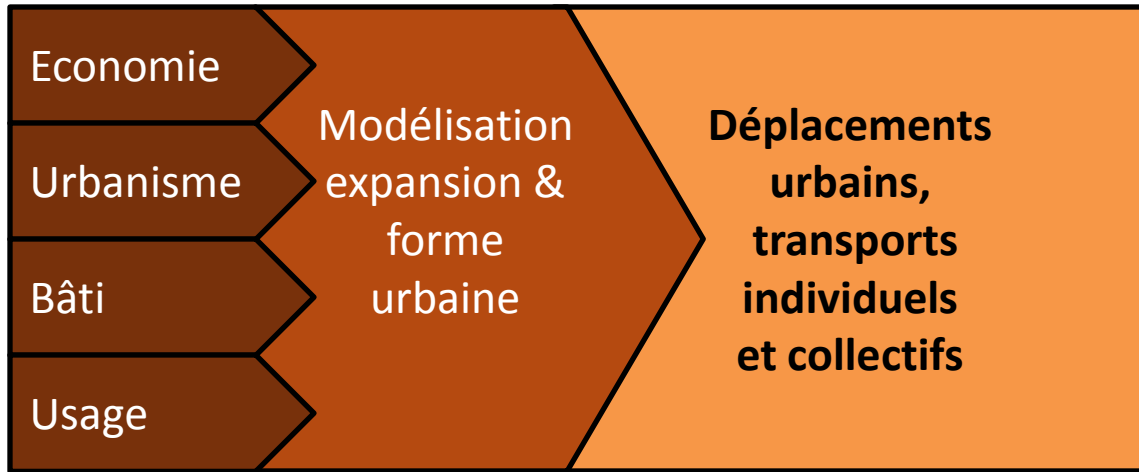 Economie
Urbanisme
Bâti
Usage
Modélisation
expansion &
forme
urbaine
Déplacements
urbains,
transports
individuels
et collectifs